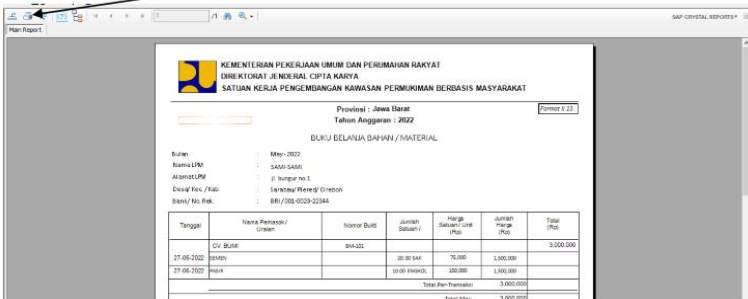 1 /1 SAP CRYSTAL REPORTS®
Main Report
KEMENTERIAN PEKERJAAN UMUM DAN PERUMAHAN RAKYAT
DIREKTORAT JENDERAL CIPTA KARYA
SATUAN KERJA PENGEMBANGAN KAWASAN PERMUKIMAN BERBASIS MASYARAKAT
Provinsi : Jawa Barat Format II.13
Tahun Anggaran : 2022
BUKU BELANJA BAHAN / MATERIAL
Bulan : May - 2022
Nama LPM : SAMI-SAMI
Alamat LPM : jl. bungur no.1
Desa/ Kec. /Kab. : Sarabau/ Plered/ Cirebon
Bank/ No. Rek. : BRI / 001-0023-22344
Tanggal Nama Pemasok / Uraian Nomor Bukti Jumlah Satuan / Harga Satuan / Unit (Rp) Jumlah Harga (Rp) Total (Rp)
CV. BUMI BM-101 3,000,000
27-05-2022 SEMEN 20.00 SAK 75,000 1,500,000
27-05-2022 PASIR 10.00 ENGKOL 150,000 1,500,000
Total Per-Transaksi 3,000,000
Total May 3,000,000